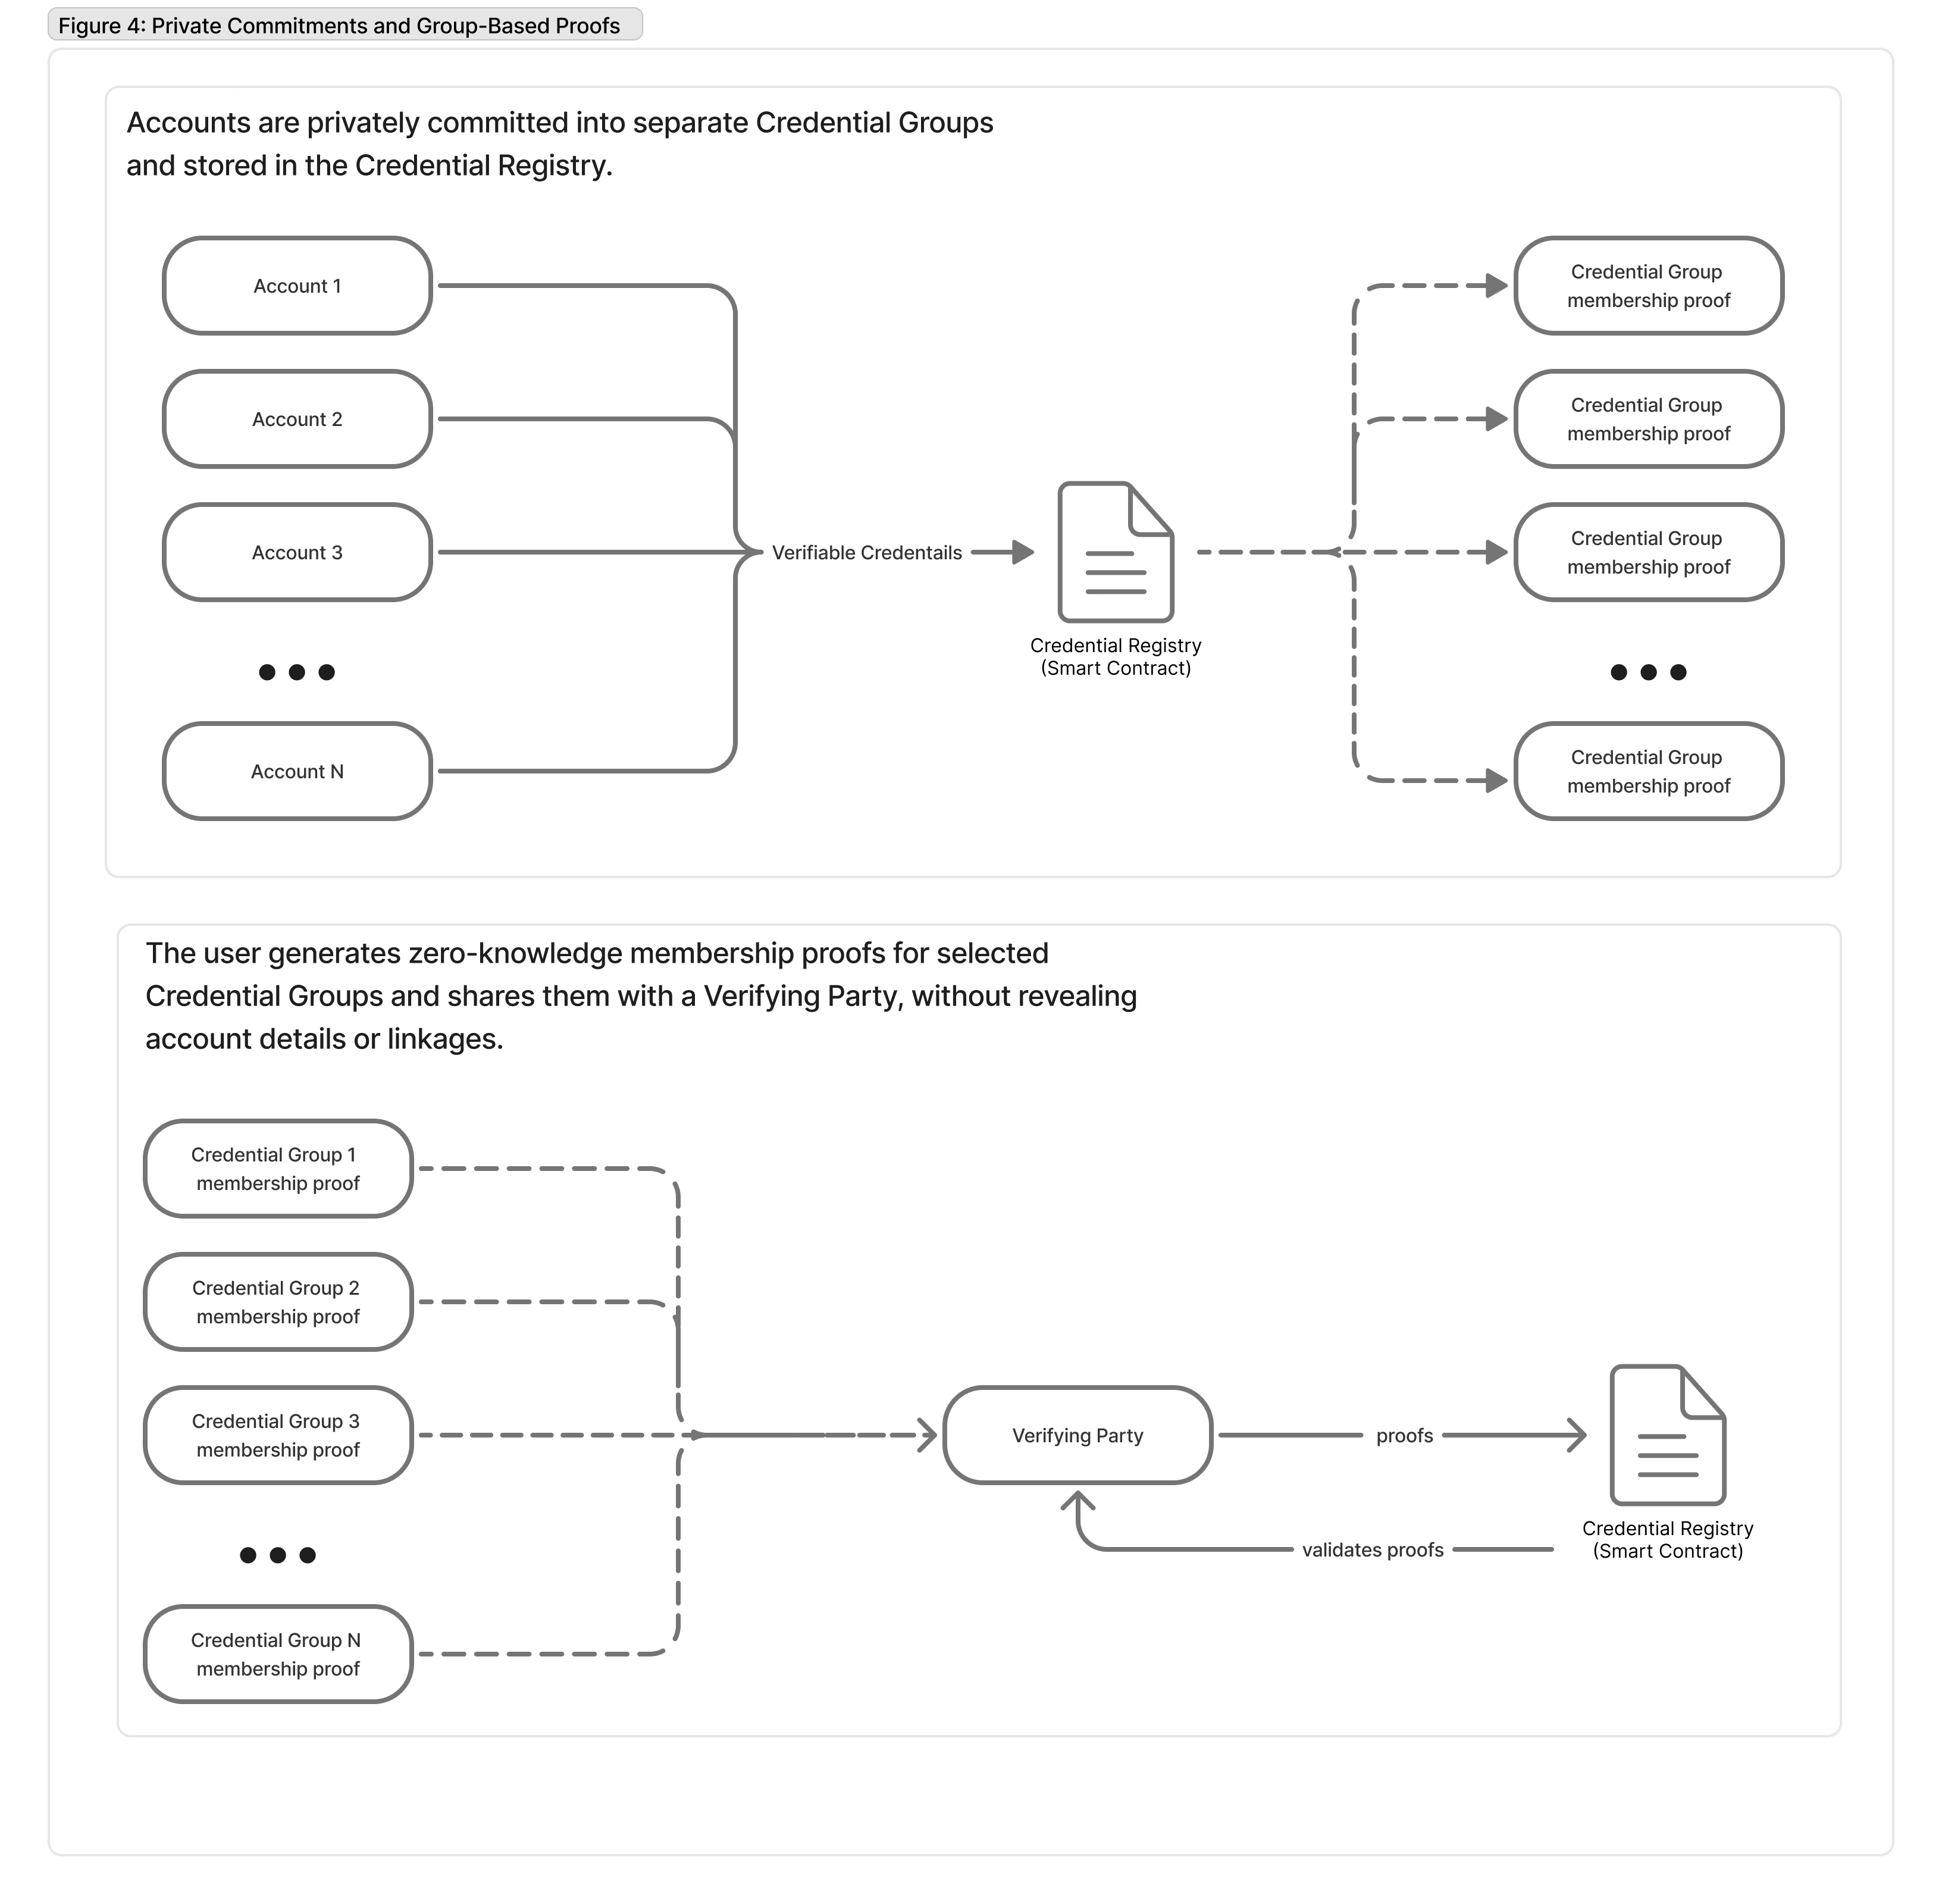 Figure 4: Private Commitments and Group-Based Proofs
Accounts are privately committed into separate Credential Groups
and stored in the Credential Registry.
Account 1
Account 2
Account 3
Account N
Verifiable Credentails
Credential Registry
(Smart Contract)
Credential Group
membership proof
Credential Group
membership proof
Credential Group
membership proof
Credential Group
membership proof
The user generates zero-knowledge membership proofs for selected
Credential Groups and shares them with a Verifying Party, without revealing
account details or linkages.
Credential Group 1
membership proof
Credential Group 2
membership proof
Credential Group 3
membership proof
Credential Group N
membership proof
Verifying Party
proofs
validates proofs
Credential Registry
(Smart Contract)